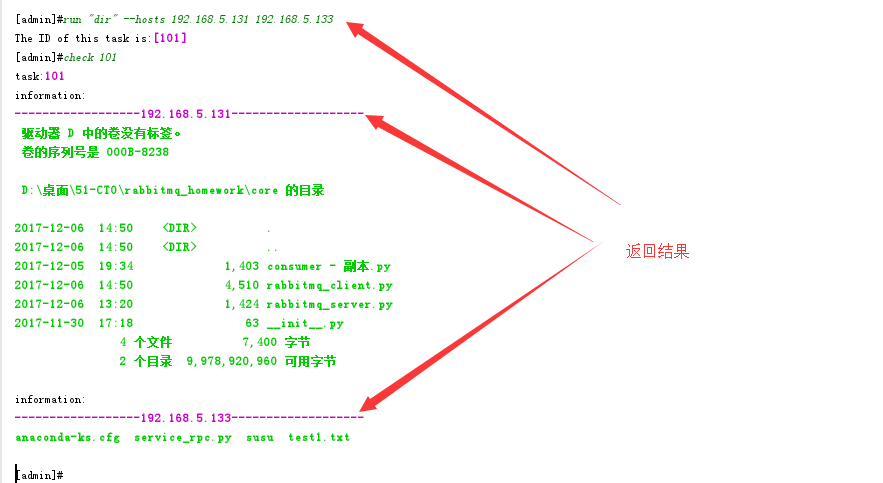 [admin]#run "dir" --hosts 192.168.5.131 192.168.5.133
The ID of this task is:[101]
[admin]#check 101
task:101
information:
------------------192.168.5.131-------------------
驱动器 D 中的卷没有标签。
卷的序列号是 000B-8238
D:\桌面\51-CTO\rabbitmq_homework\core 的目录
2017-12-06  14:50    <DIR>          .
2017-12-06  14:50    <DIR>          ..
2017-12-05  19:34             1,403 consumer - 副本.py
2017-12-06  14:50             4,510 rabbitmq_client.py
2017-12-06  13:20             1,424 rabbitmq_server.py
2017-11-30  17:18                63 __init__.py
4 个文件          7,400 字节
2 个目录  9,978,920,960 可用字节
返回结果
information:
------------------192.168.5.133-------------------
anaconda-ks.cfg  service_rpc.py  susu  test1.txt
[admin]#